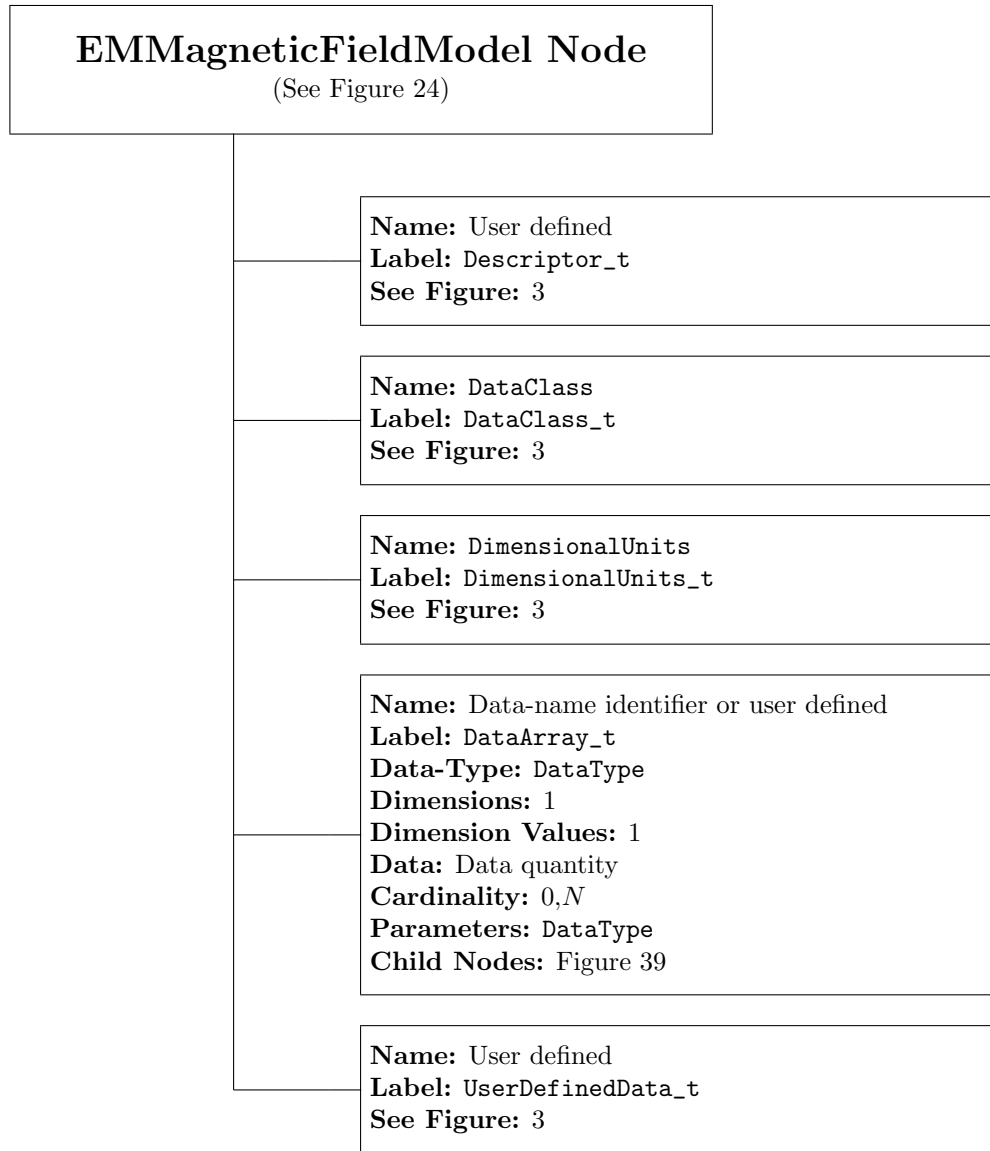 EMMagneticFieldModel Node
(See Figure 24)
Name: User defined
Label: Descriptor_t
See Figure: 3
Name: DataClass
Label: DataClass_t
See Figure: 3
Name: DimensionalUnits
Label: DimensionalUnits_t
See Figure: 3
Name: Data-name identifier or user defined
Label: DataArray_t
Data-Type: DataType
Dimensions: 1
Dimension Values: 1
Data: Data quantity
Cardinality: 0,N
Parameters: DataType
Child Nodes: Figure 39
Name: User defined
Label: UserDefinedData_t
See Figure: 3